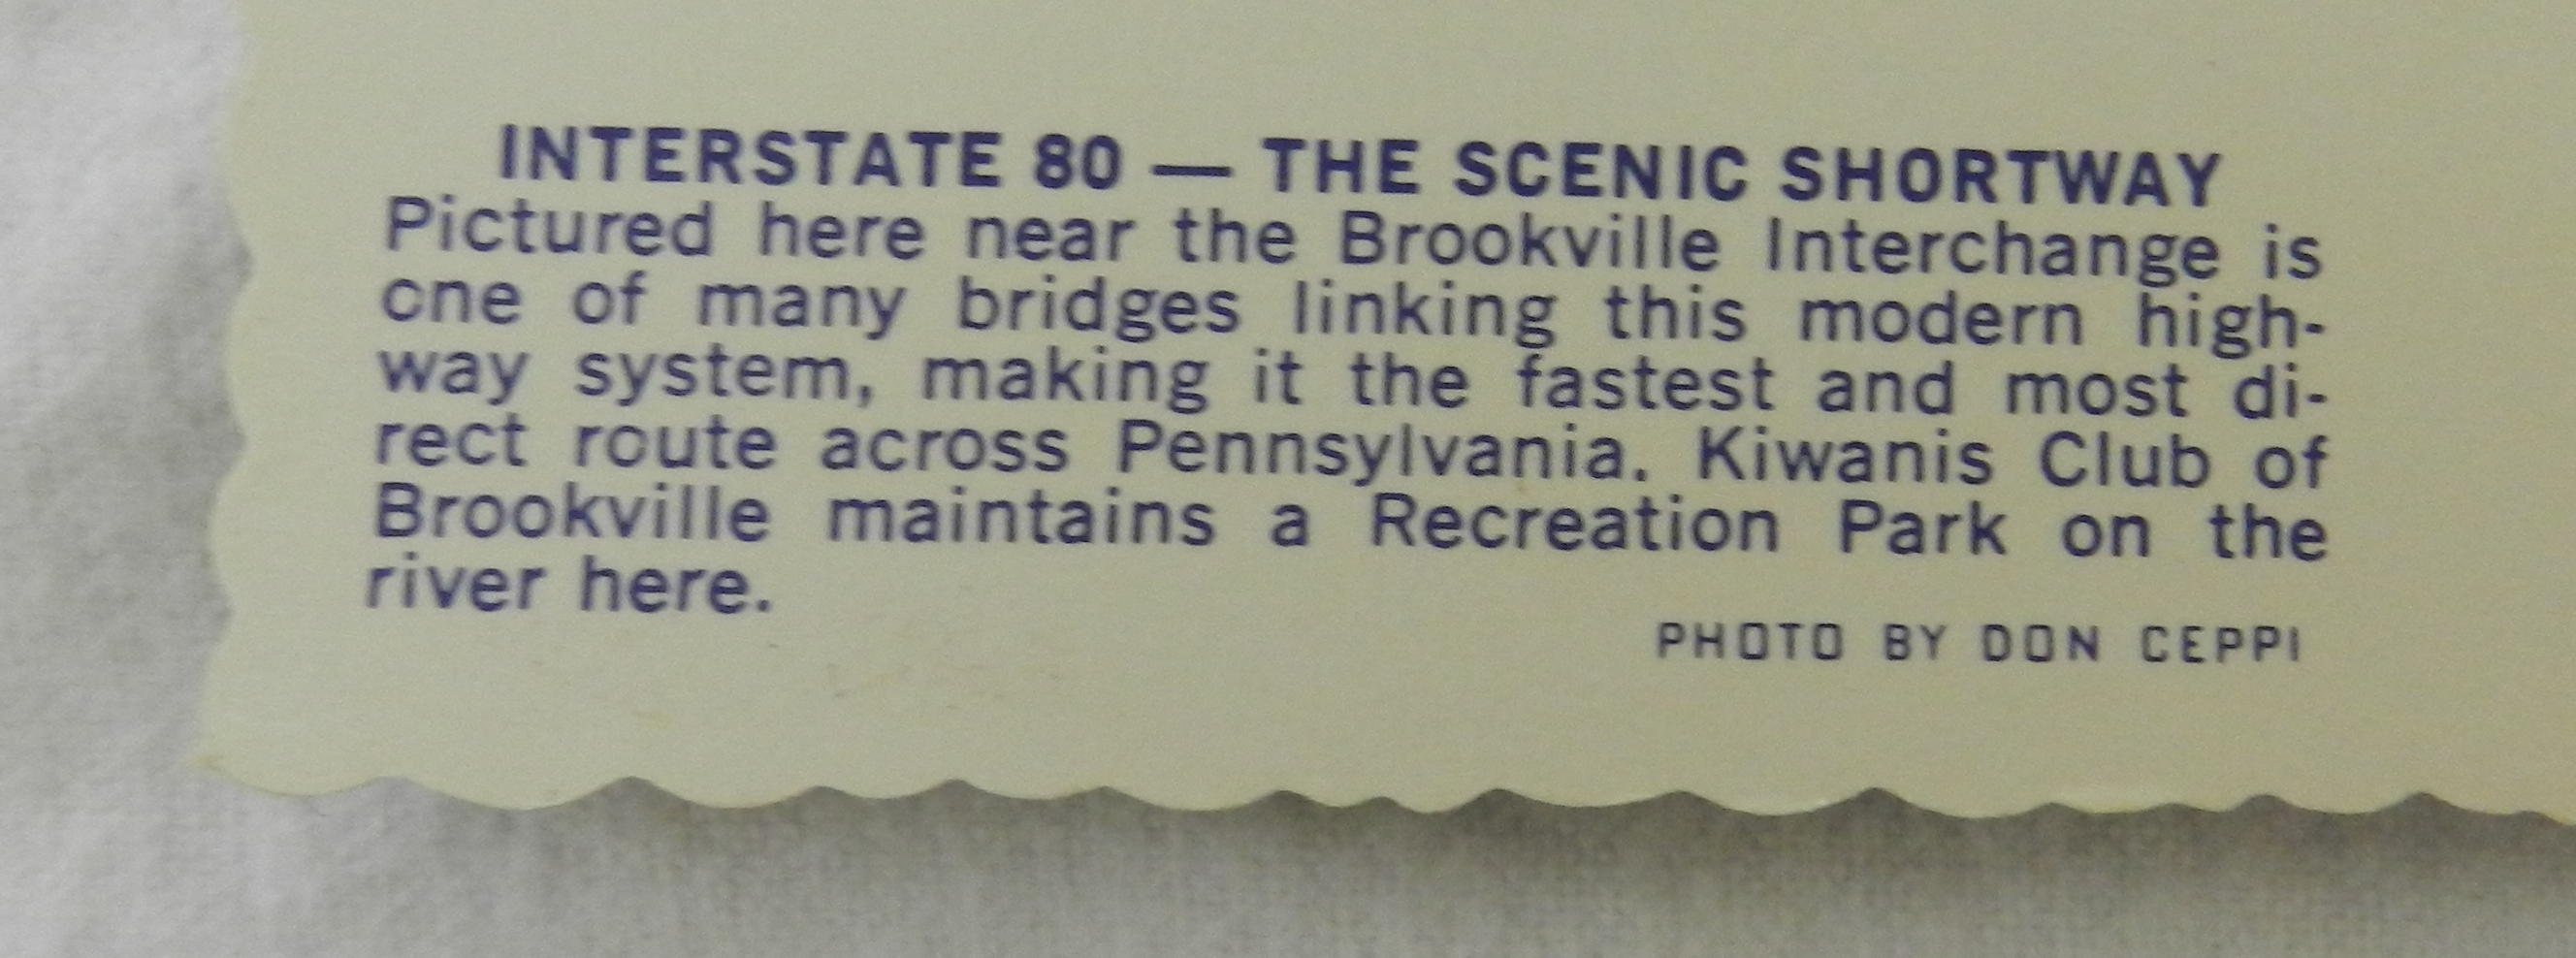 INTERSTATE 80 — THE SCENIC SHORTWAY
Pictured here near the Brookville Interchange is
one of many bridges linking this modern high-
way system, making it the fastest and most di-
rect route across Pennsylvania. Kiwanis Club of
Brookville maintains a Recreation Park on the
river here.
PHOTO BY DON CEPPI